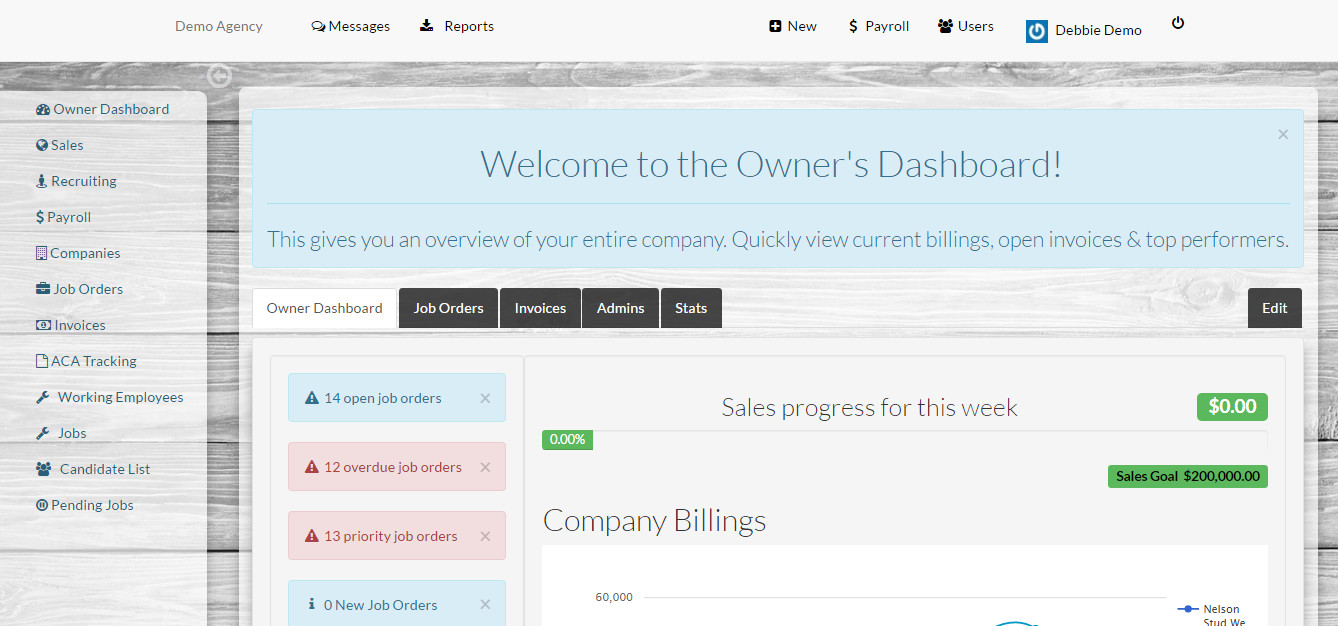 Demo Agency
Messages
Reports
New
$ Payroll
Users
Debbie Demo
Owner Dashboard
Sales
Recruiting
$ Payroll
Companies
Job Orders
Invoices
ACA Tracking
Working Employees
Jobs
Candidate List
Pending Jobs
×
Welcome to the Owner's Dashboard!
This gives you an overview of your entire company. Quickly view current billings, open invoices & top performers.
Owner Dashboard
Job Orders
Invoices
Admins
Stats
Edit
14 open job orders ×
12 overdue job orders ×
13 priority job orders ×
0 New Job Orders ×
Sales progress for this week
$0.00
0.00%
Sales Goal $200,000.00
Company Billings
60,000
Nelson
Stud We